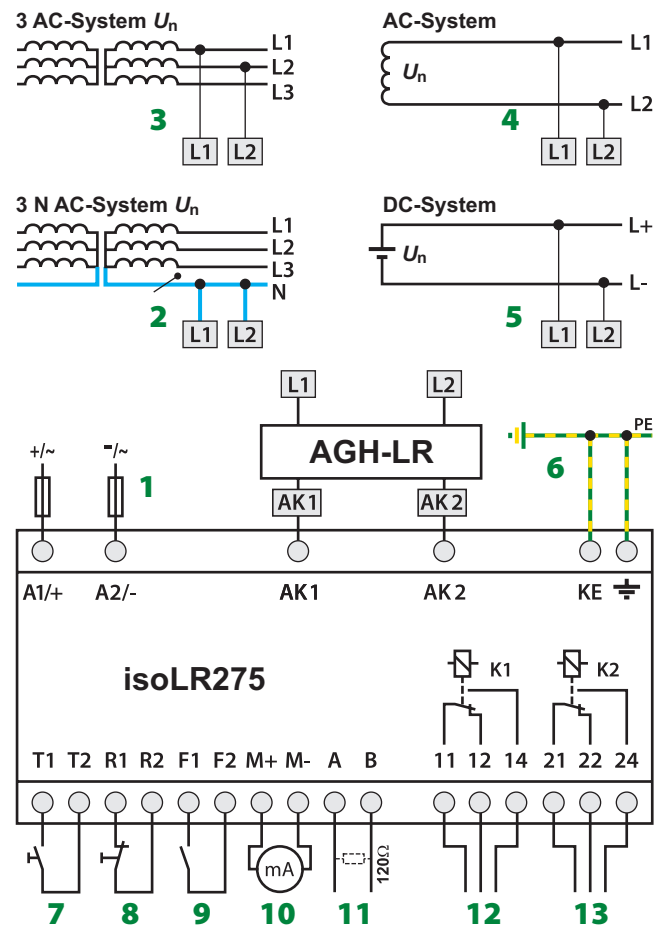 3 AC-System Un
L1
L2
L3
3
L1 L2
AC-System
L1
Un
L2
4
L1 L2
3 N AC-System Un
L1
L2
L3
N
2
L1 L2
DC-System
L+
Un
L-
5
L1 L2
L1 L2
AGH-LR
AK1 AK2
+/~ -/~
1
PE
6
A1/+ A2/- AK1 AK2 KE
isoLR275
K1 K2
T1 T2 R1 R2 F1 F2 M+ M- A B 11 12 14 21 22 24
mA
120Ω
7 8 9 10 11 12 13